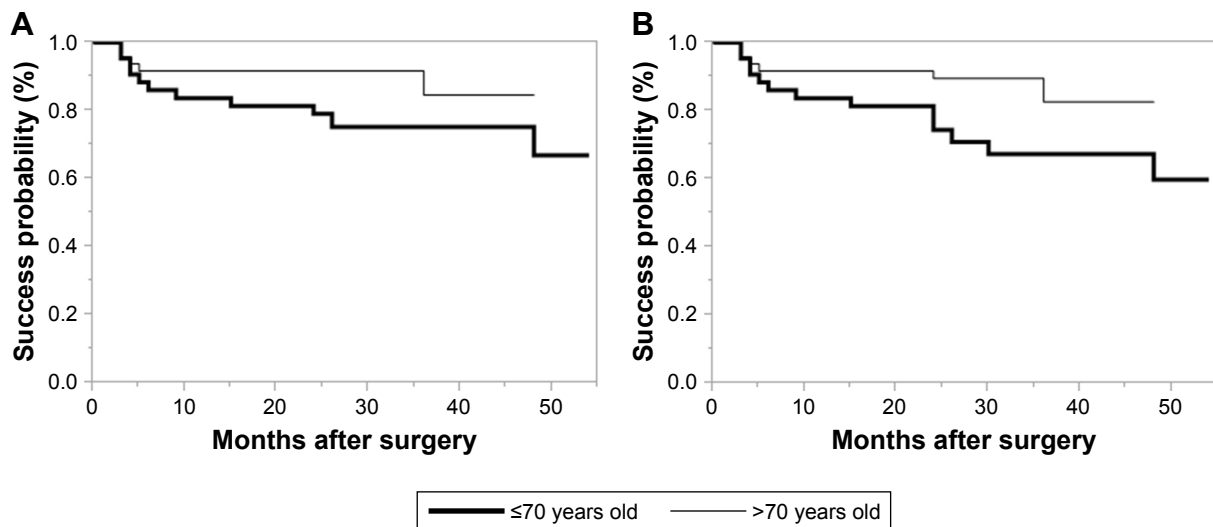 A
Success probability (%)
1.0
0.8
0.6
0.4
0.2
0.0
0 10 20 30 40 50
Months after surgery
B
Success probability (%)
1.0
0.8
0.6
0.4
0.2
0.0
0 10 20 30 40 50
Months after surgery
≤70 years old >70 years old